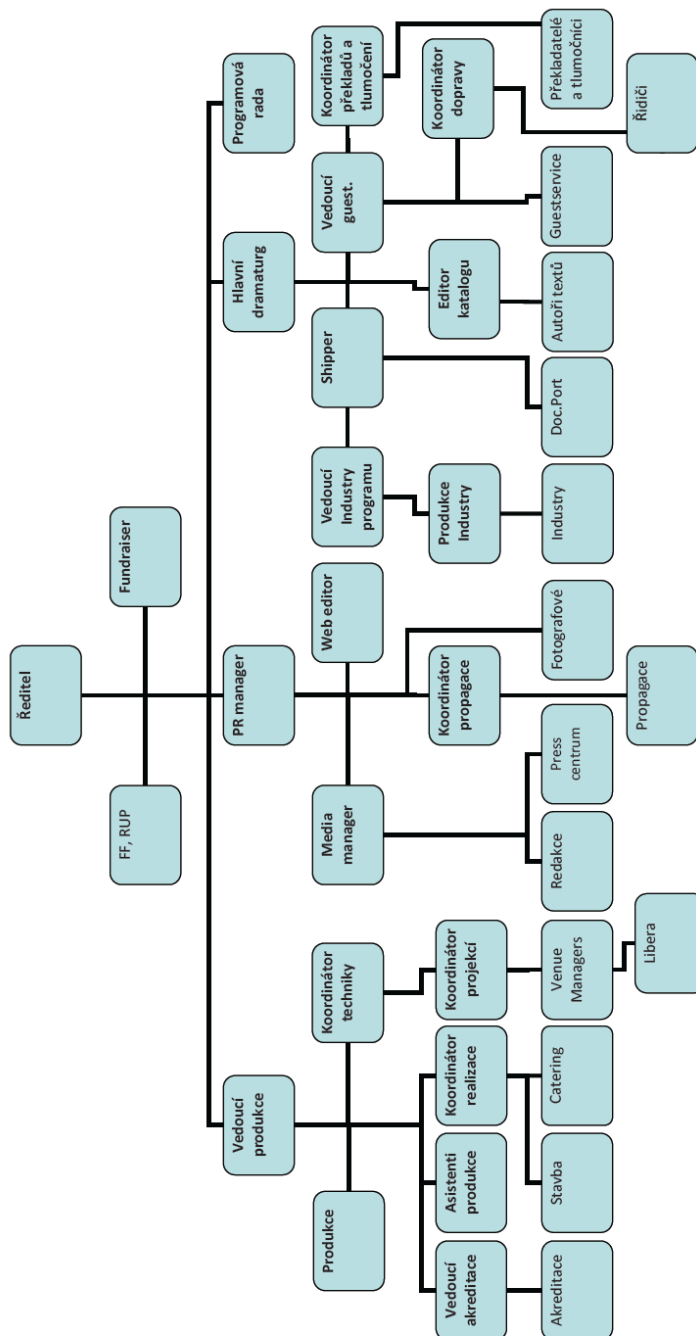 Ředitel
FF, RUP
Fundraiser
Vedoucí
produkce
PR manager
Hlavní
dramaturg
Programová
rada
Produkce
Koordinátor
techniky
Media
manager
Web editor
Vedoucí
Industry
programu
Shipper
Vedoucí
guest.
Koordinátor
překladů a
tlumočení
Vedoucí
akreditace
Asistenti
produkce
Koordinátor
realizace
Koordinátor
projekcí
Koordinátor
propagace
Produkce
Industry
Editor
katalogu
Koordinátor
dopravy
Akreditace
Stavba
Catering
Venue
Managers
Redakce
Press
centrum
Fotografové
Industry
Doc.Port
Autoři textů
Guestservice
Překladatelé
a tlumočníci
Libera
Propagace
Řidiči